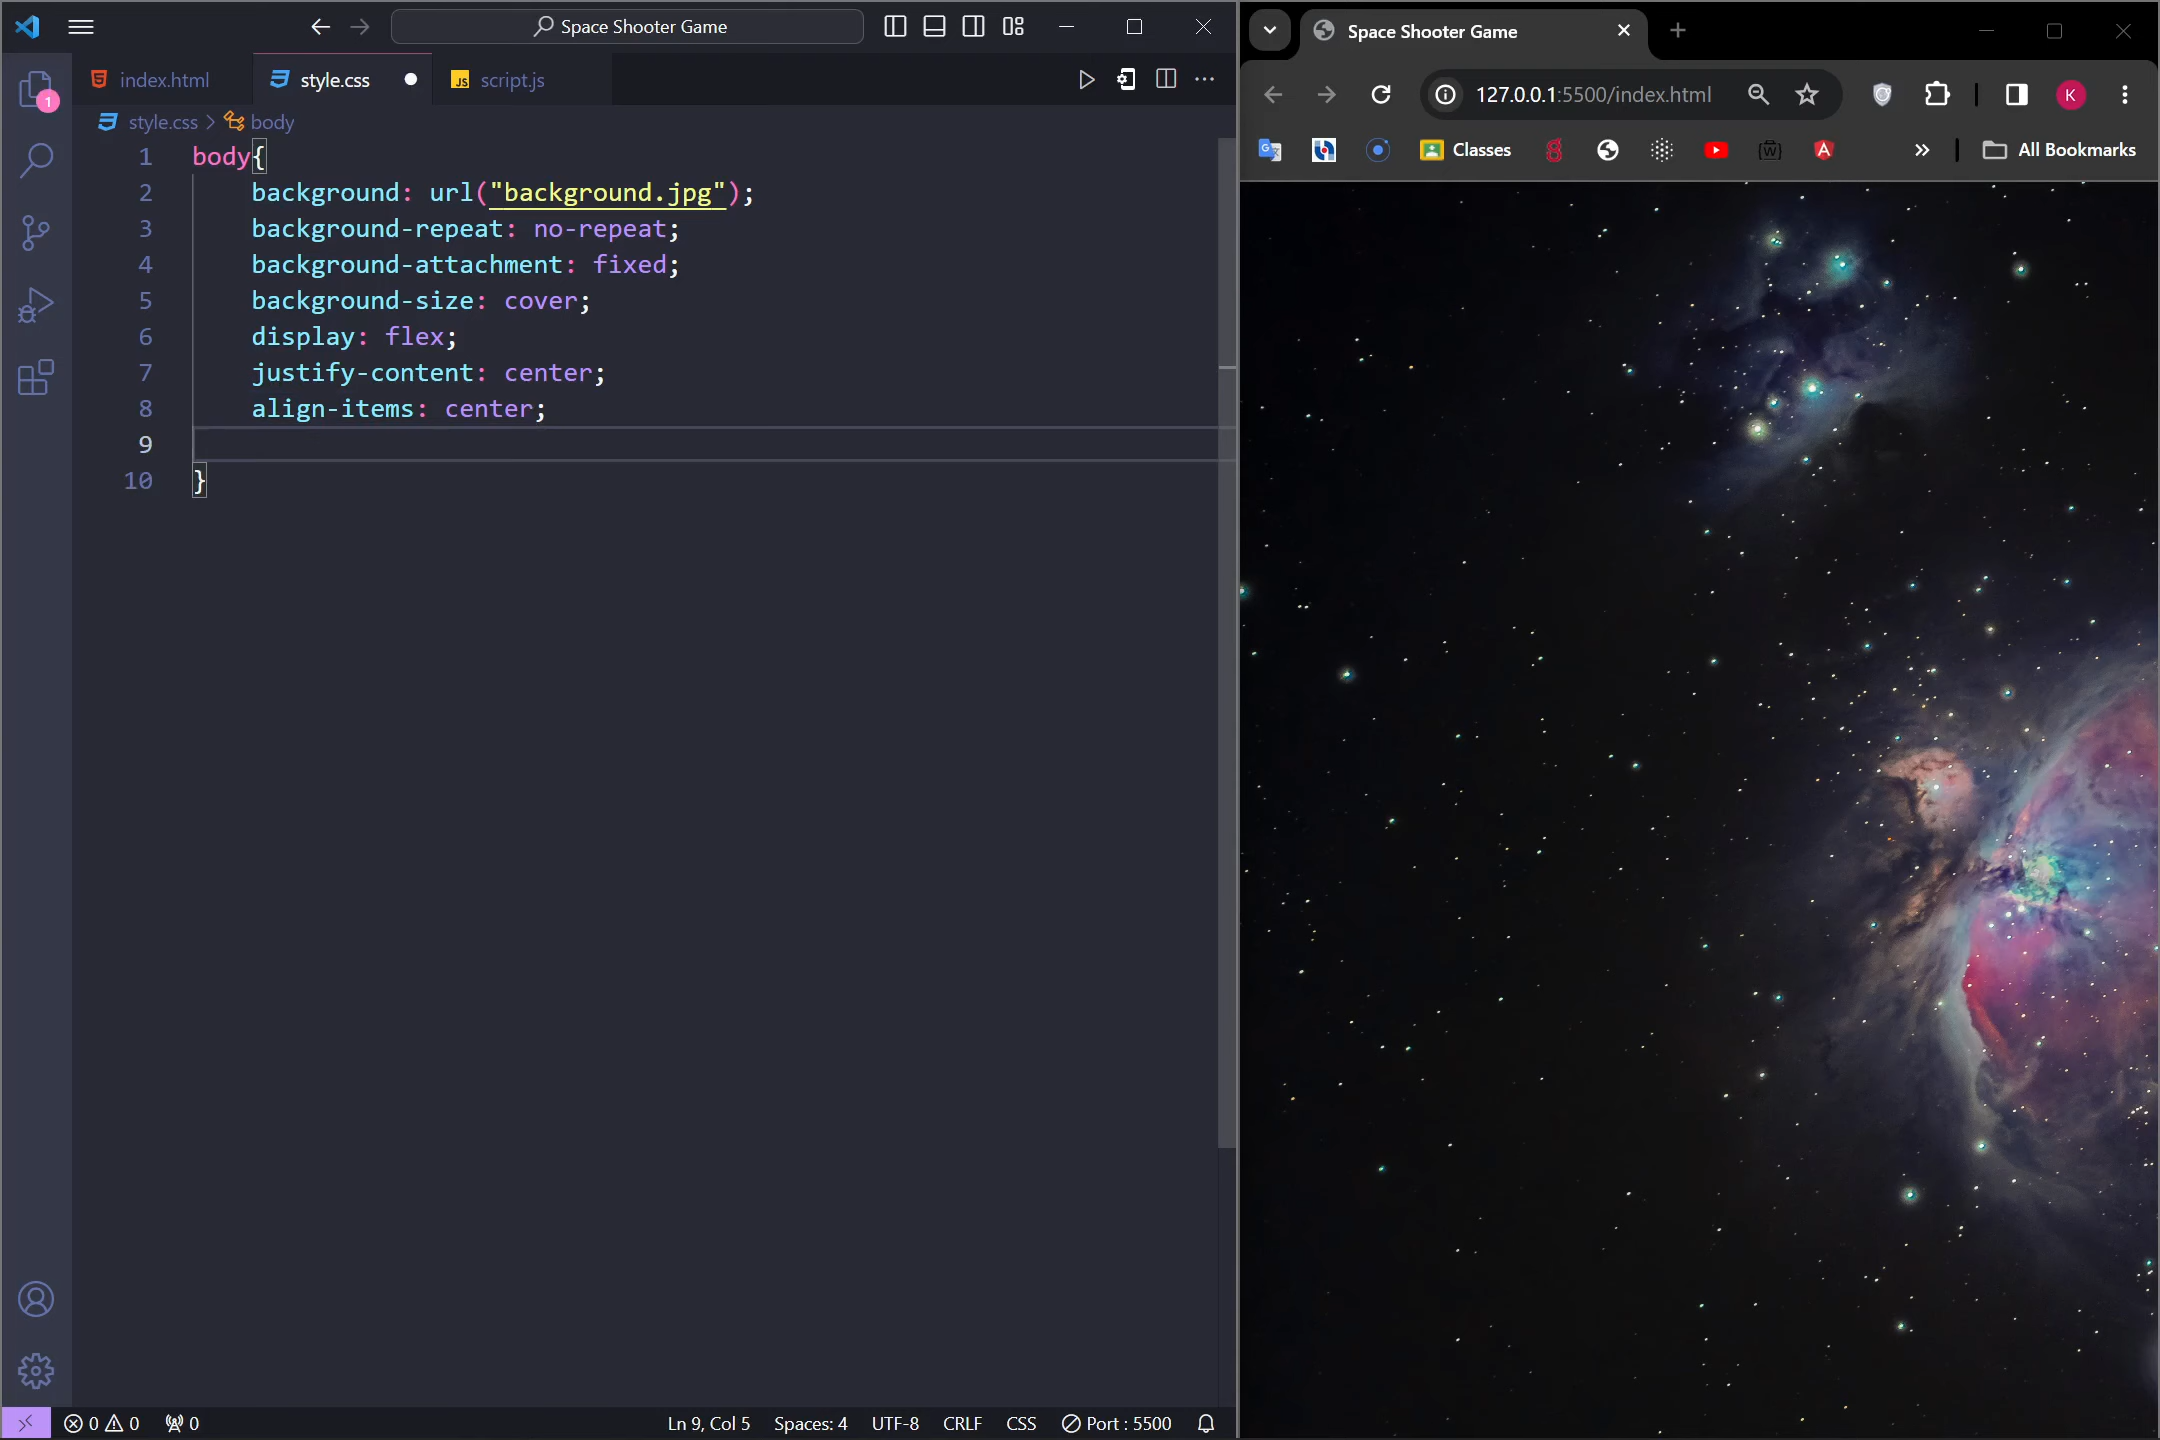 Space Shooter Game
index.html
style.css
JS script.js
style.css > body
1 body{
2 background: url("background.jpg");
3 background-repeat: no-repeat;
4 background-attachment: fixed;
5 background-size: cover;
6 display: flex;
7 justify-content: center;
8 align-items: center;
9
10 }
1
0 0 0
Ln 9, Col 5
Spaces: 4
UTF-8
CRLF
CSS
Port : 5500
Space Shooter Game
127.0.0.1:5500/index.html
K
Classes
W
A
All Bookmarks